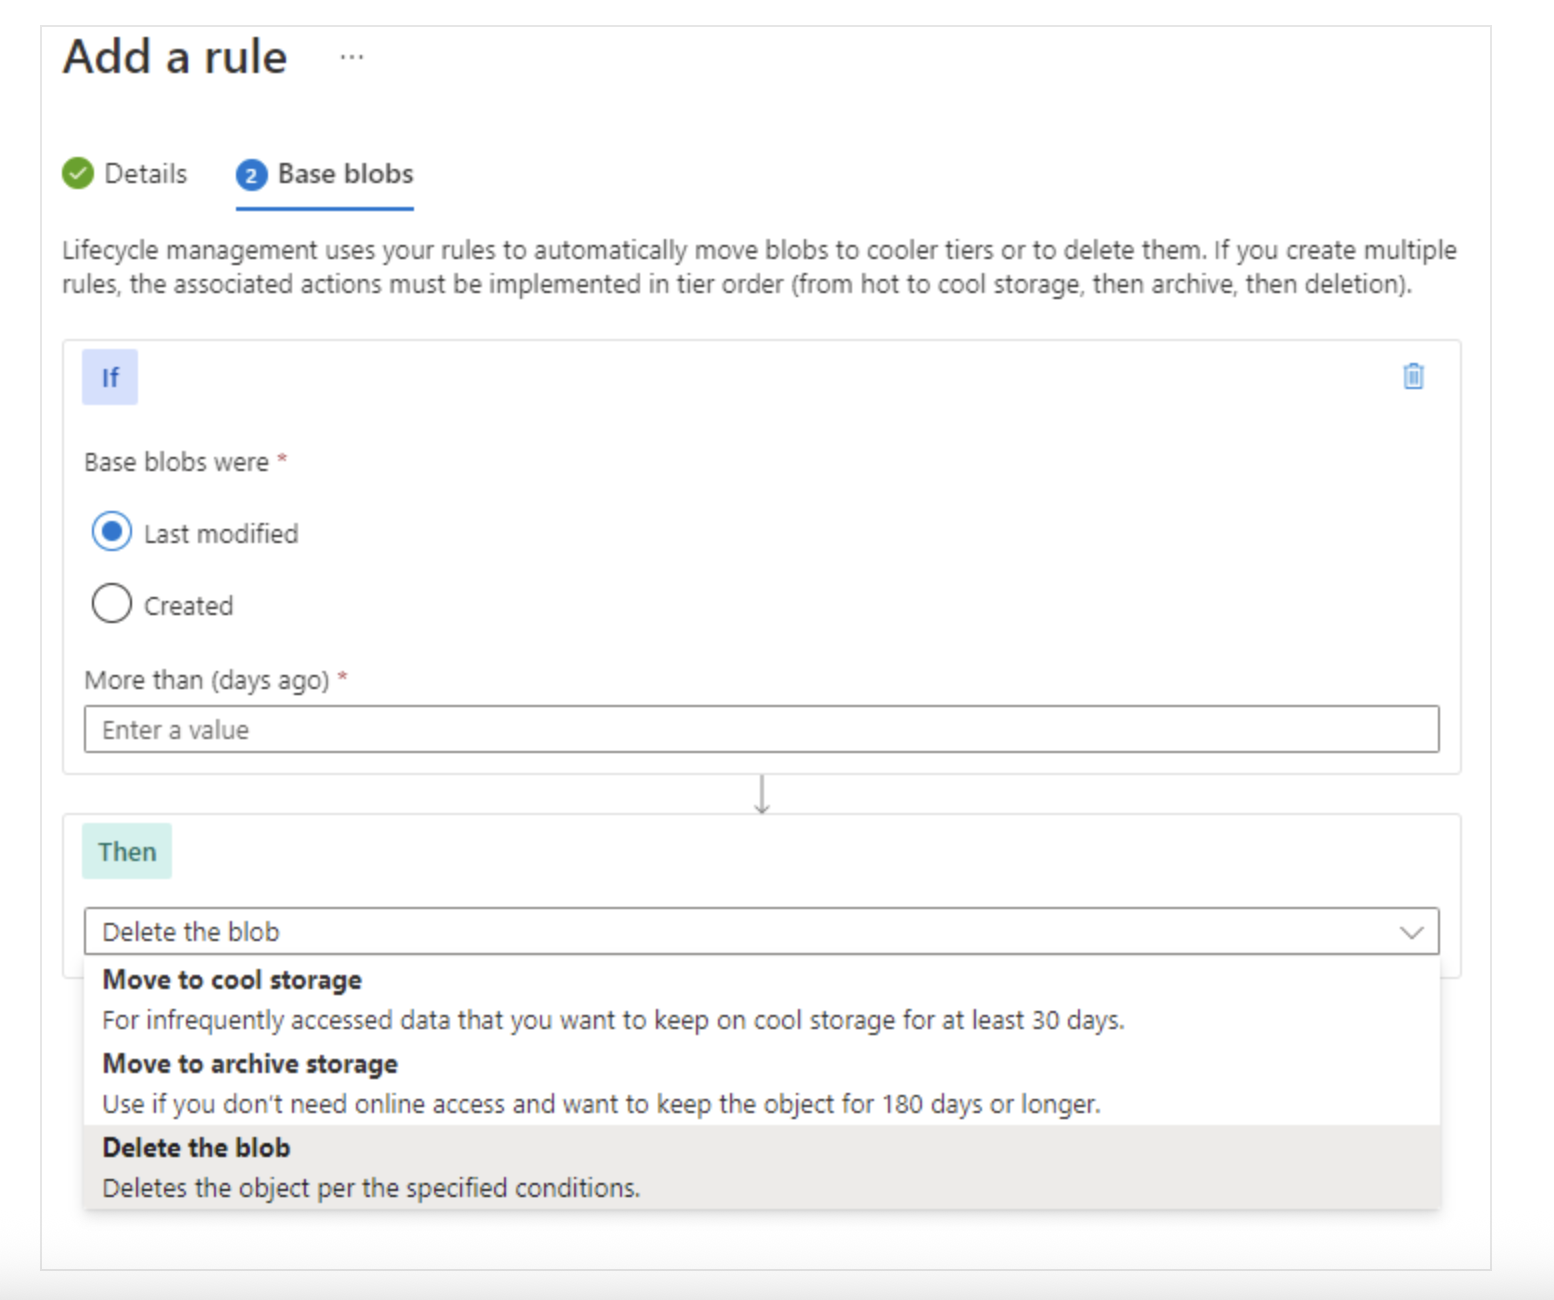 Add a rule ...
Details
2 Base blobs
Lifecycle management uses your rules to automatically move blobs to cooler tiers or to delete them. If you create multiple
rules, the associated actions must be implemented in tier order (from hot to cool storage, then archive, then deletion).
If
Base blobs were *
Last modified
Created
More than (days ago) *
Enter a value
Then
Delete the blob
Move to cool storage
For infrequently accessed data that you want to keep on cool storage for at least 30 days.
Move to archive storage
Use if you don't need online access and want to keep the object for 180 days or longer.
Delete the blob
Deletes the object per the specified conditions.